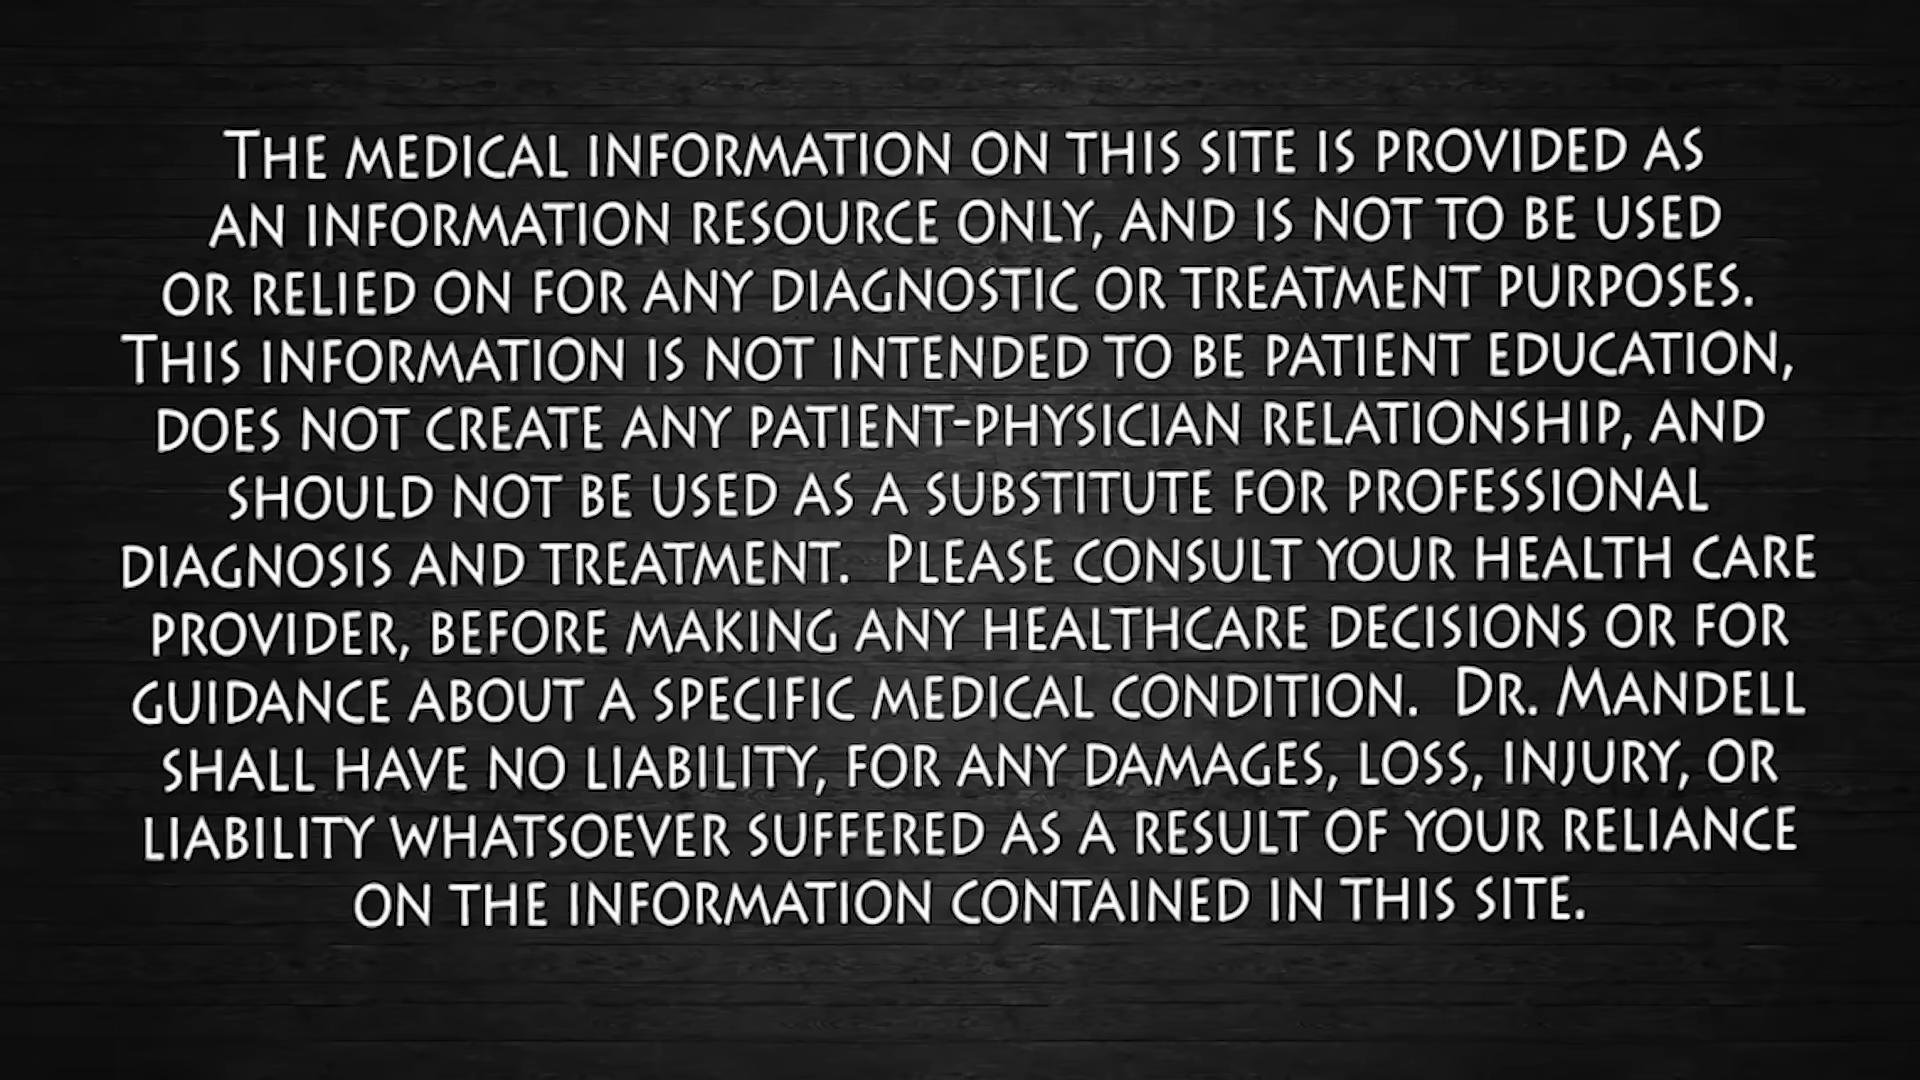 The medical information on this site is provided as
an information resource only, and is not to be used
or relied on for any diagnostic or treatment purposes.
This information is not intended to be patient education,
does not create any patient-physician relationship, and
should not be used as a substitute for professional
diagnosis and treatment.  Please consult your health care
provider, before making any healthcare decisions or for
guidance about a specific medical condition.  Dr. Mandell
shall have no liability, for any damages, loss, injury, or
liability whatsoever suffered as a result of your reliance
on the information contained in this site.